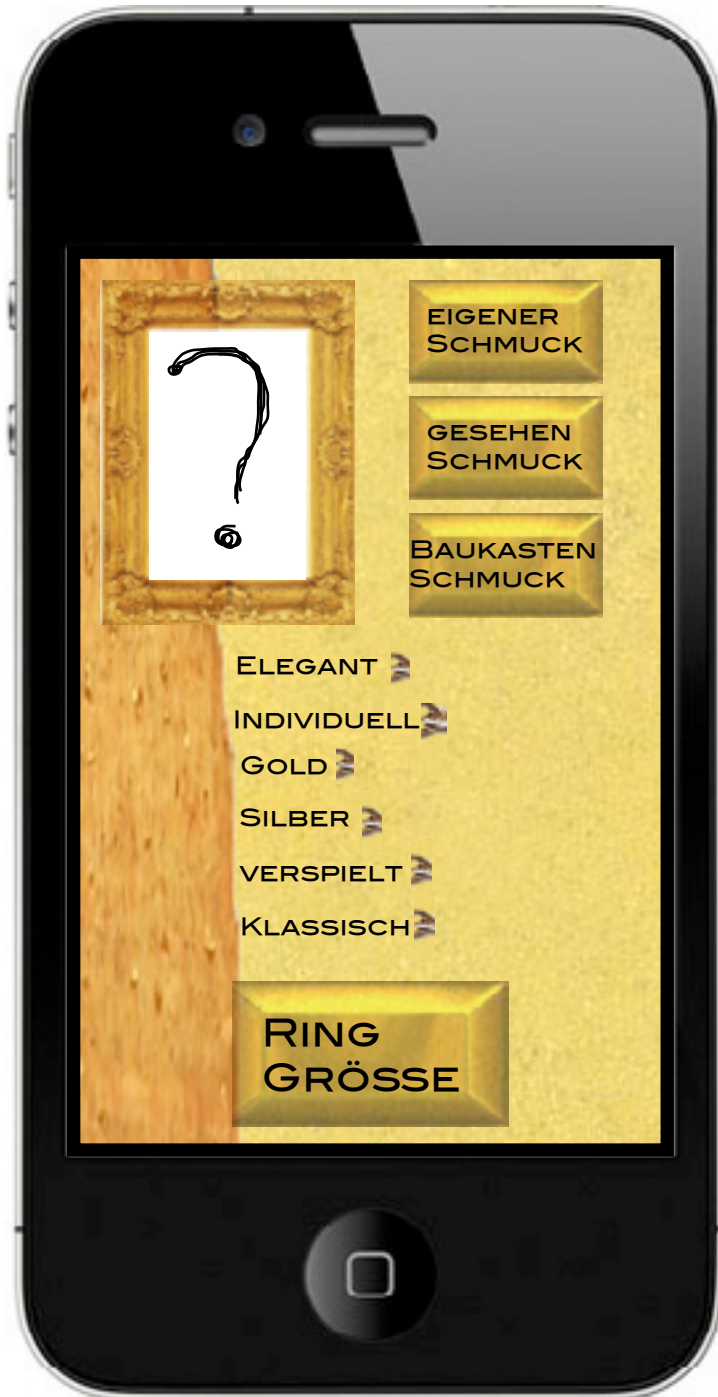 ?
EIGENER
SCHMUCK
GESEHEN
SCHMUCK
BAUKASTEN
SCHMUCK
ELEGANT
INDIVIDUELL
GOLD
SILBER
VERSPIELT
KLASSISCH
RING
GRÖSSE